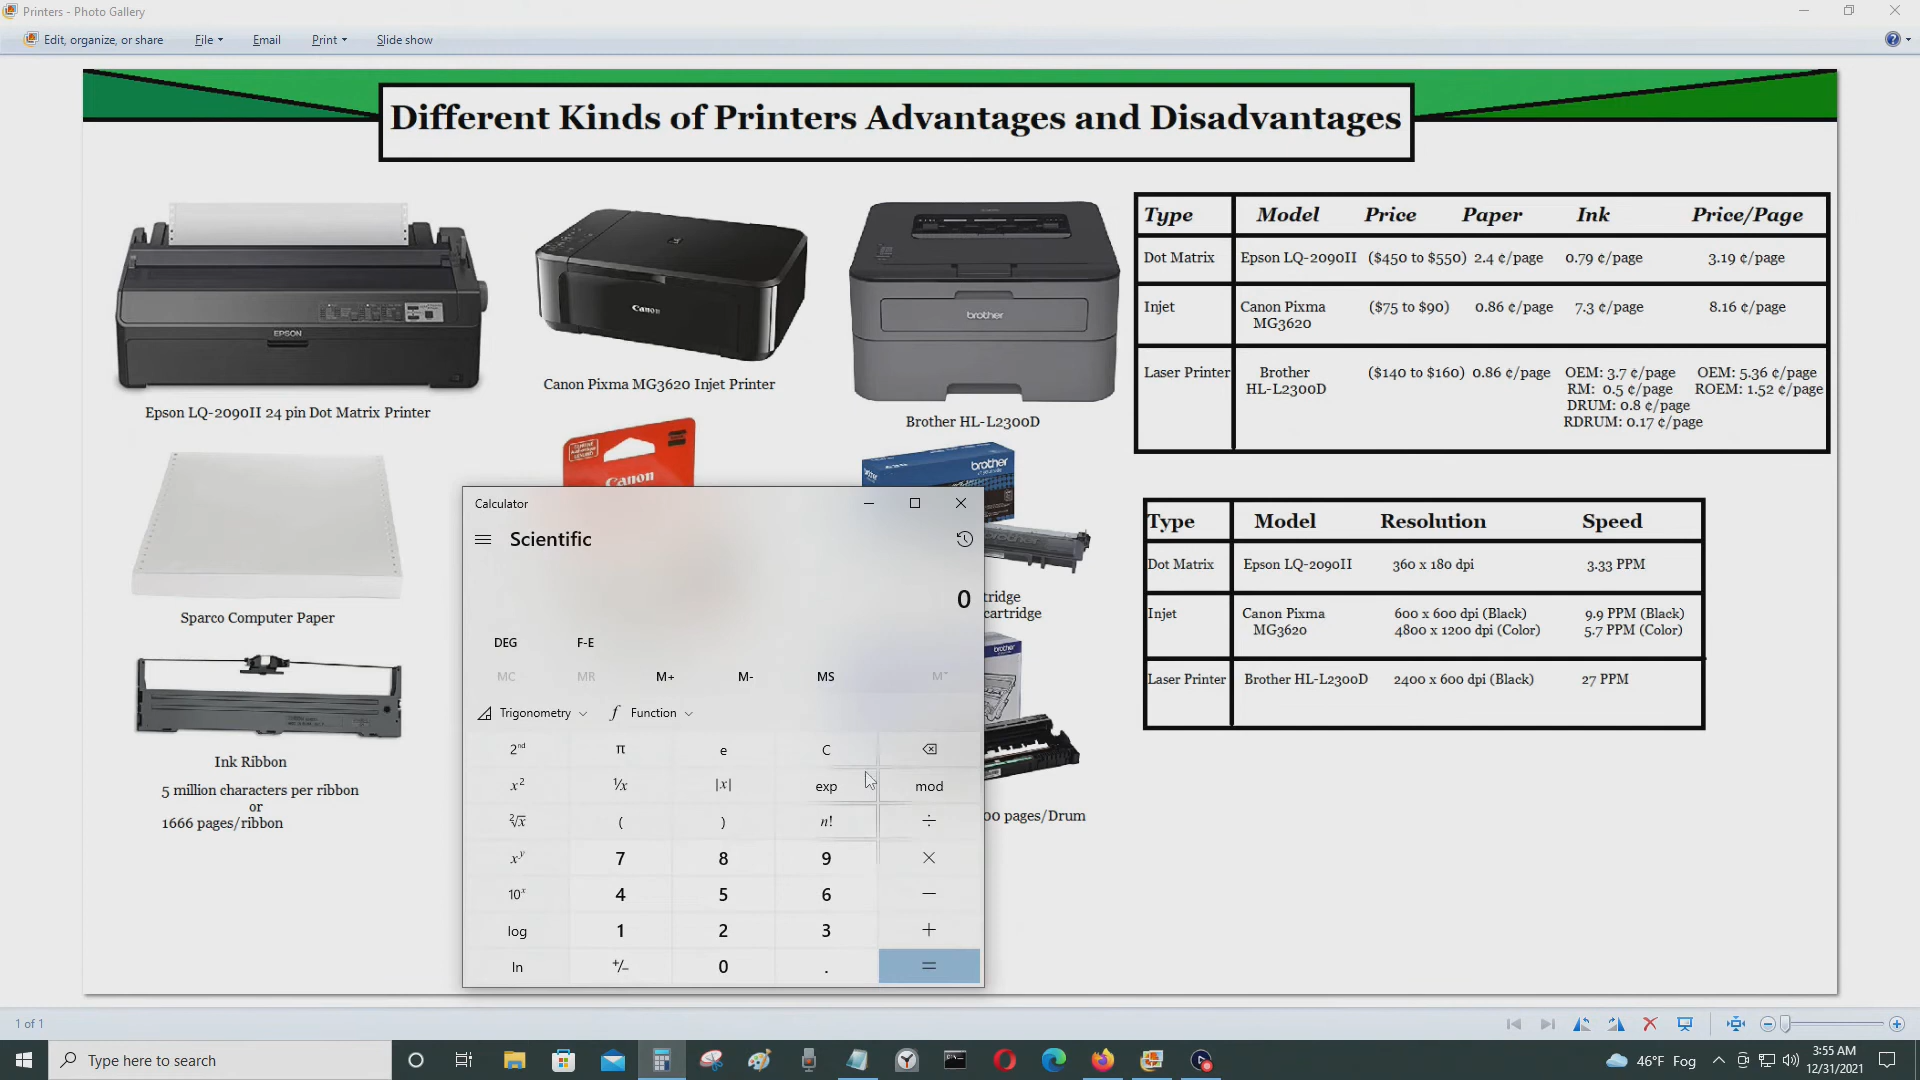 Printers - Photo Gallery
Edit, organize, or share File Email Print Slide show
Different Kinds of Printers Advantages and Disadvantages
EPSON
Epson LQ-2090II 24 pin Dot Matrix Printer
Canon
Canon Pixma MG3620 Injet Printer
brother
Brother HL-L2300D
Type Model Price Paper Ink Price/Page
Dot Matrix Epson LQ-2090II ($450 to $550) 2.4 ¢/page 0.79 ¢/page 3.19 ¢/page
Injet Canon Pixma ($75 to $90) 0.86 ¢/page 7.3 ¢/page 8.16 ¢/page
MG3620
Laser Printer Brother ($140 to $160) 0.86 ¢/page OEM: 3.7 ¢/page OEM: 5.36 ¢/page
HL-L2300D RM: 0.5 ¢/page ROEM: 1.52 ¢/page
DRUM: 0.8 ¢/page
RDRUM: 0.17 ¢/page
Sparco Computer Paper
Canon
brother
tridge
cartridge
00 pages/Drum
Ink Ribbon
5 million characters per ribbon
or
1666 pages/ribbon
Type Model Resolution Speed
Dot Matrix Epson LQ-2090II 360 x 180 dpi 3.33 PPM
Injet Canon Pixma 600 x 600 dpi (Black) 9.9 PPM (Black)
MG3620 4800 x 1200 dpi (Color) 5.7 PPM (Color)
Laser Printer Brother HL-L2300D 2400 x 600 dpi (Black) 27 PPM
Calculator
Scientific
0
DEG F-E
MC MR M+ M- MS M˅
Trigonometry f Function
2nd π e C
x² ¹/x |x| exp mod
²√x ( ) n! ÷
xʸ 7 8 9 ×
10ˣ 4 5 6 −
log 1 2 3 +
ln +/− 0 . =
1 of 1
Type here to search
46°F Fog
3:55 AM
12/31/2021